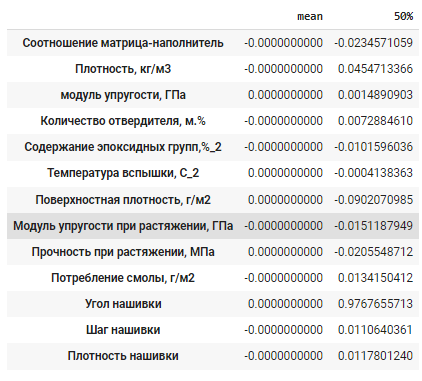 mean 50%
Соотношение матрица-наполнитель -0.0000000000 -0.0234571059
Плотность, кг/м3 -0.0000000000 0.0454713366
модуль упругости, ГПа 0.0000000000 0.0014890903
Количество отвердителя, м.% -0.0000000000 0.0072884610
Содержание эпоксидных групп,%_2 -0.0000000000 -0.0101596036
Температура вспышки, С_2 0.0000000000 -0.0004138363
Поверхностная плотность, г/м2 -0.0000000000 -0.0902070985
Модуль упругости при растяжении, ГПа -0.0000000000 -0.0151187949
Прочность при растяжении, МПа 0.0000000000 -0.0205548712
Потребление смолы, г/м2 -0.0000000000 0.0134150412
Угол нашивки 0.0000000000 0.9767655713
Шаг нашивки -0.0000000000 0.0110640361
Плотность нашивки -0.0000000000 0.0117801240